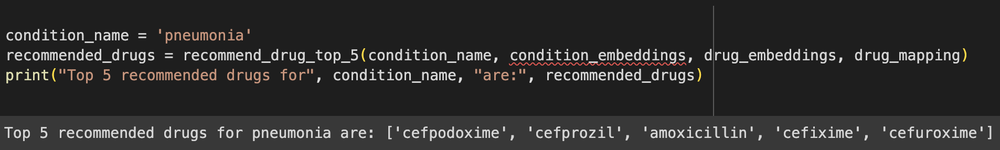 condition_name = 'pneumonia'
recommended_drugs = recommend_drug_top_5(condition_name, condition_embeddings, drug_embeddings, drug_mapping)
print("Top 5 recommended drugs for", condition_name, "are:", recommended_drugs)
Top 5 recommended drugs for pneumonia are: ['cefpodoxime', 'cefprozil', 'amoxicillin', 'cefixime', 'cefuroxime']